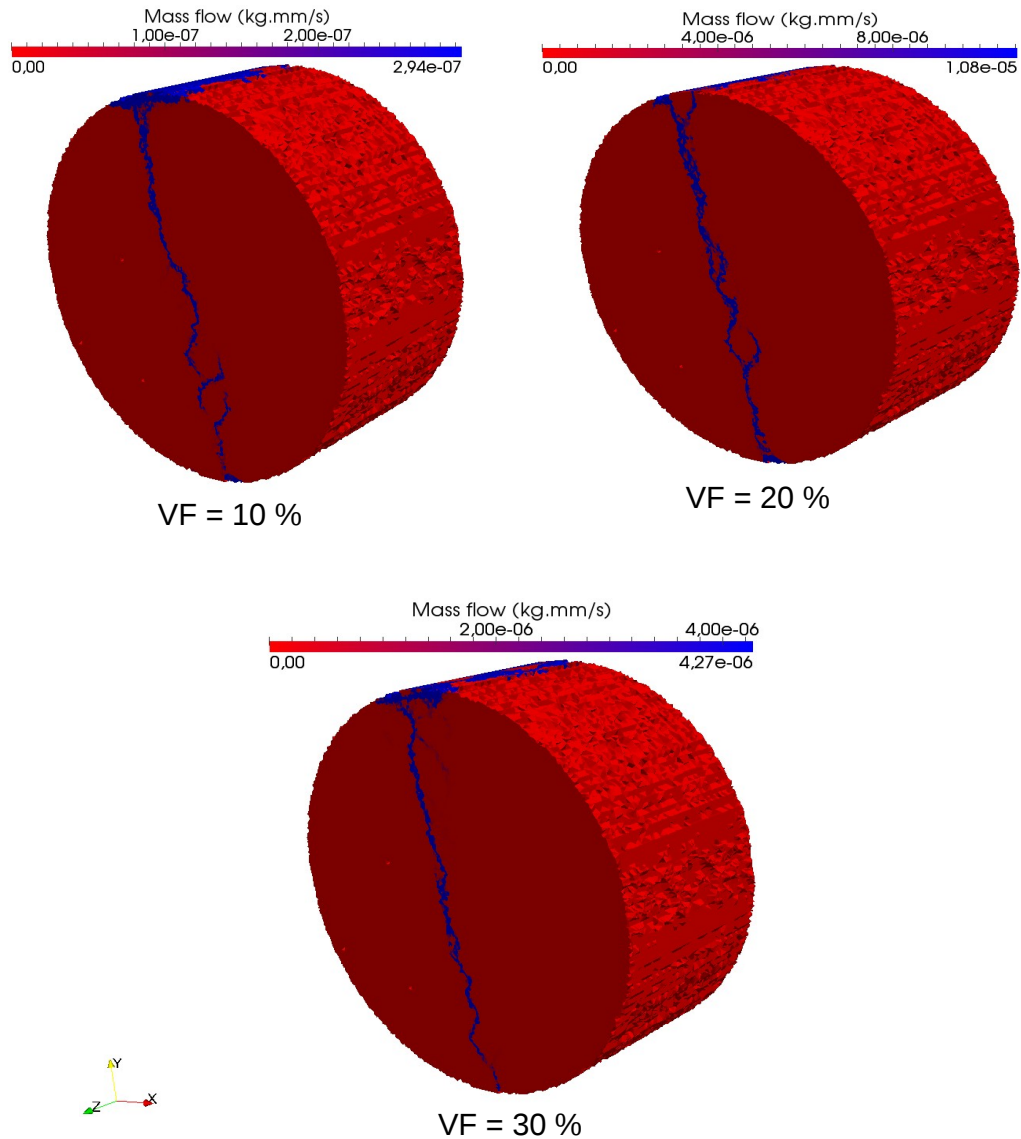 Mass flow (kg.mm/s)
1,00e-07 2,00e-07
0,00 2,94e-07
Mass flow (kg.mm/s)
4,00e-06 8,00e-06
0,00 1,08e-05
VF = 10 %
VF = 20 %
Mass flow (kg.mm/s)
2,00e-06 4,00e-06
0,00 4,27e-06
Y
Z X
VF = 30 %